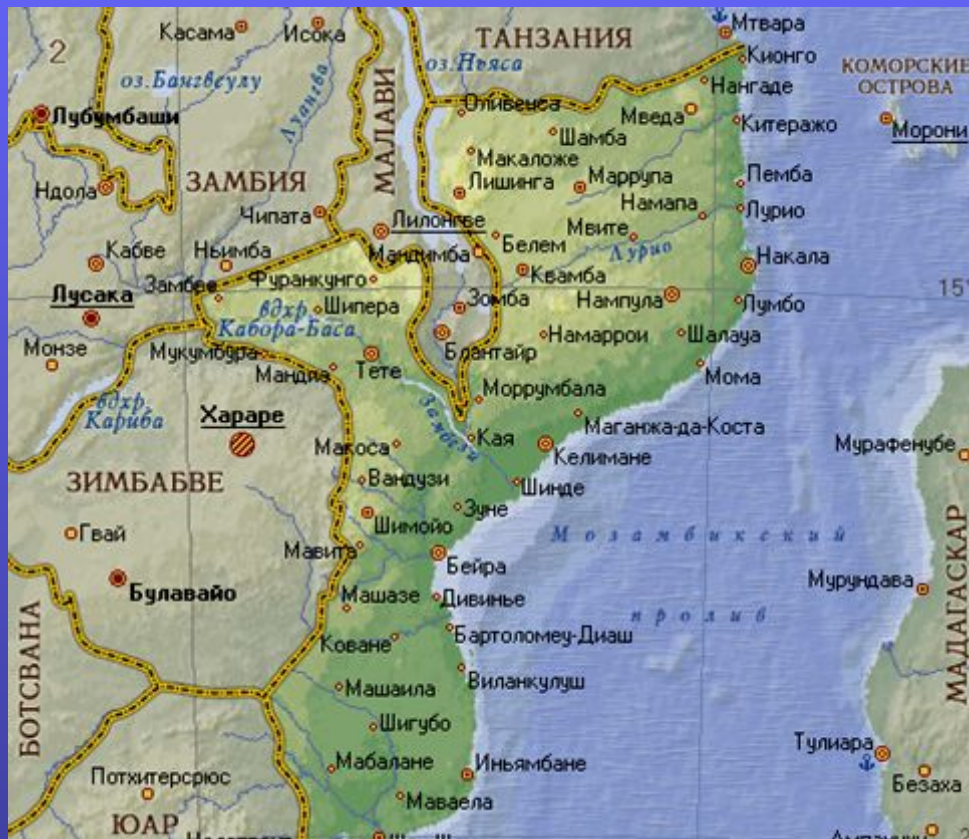 Мтвара
Касама
Исока
ТАНЗАНИЯ
2
Кионго
оз.Ньяса
КОМОРСКИЕ
ОСТРОВА
оз.Бангвеулу
Нангаде
Оливенса
Лубумбаши
Луангва
МАЛАВИ
Мведа
Китеражо
Шамба
Морони
Макаложе
Ндола
ЗАМБИЯ
Лишинга
Маррупа
Пемба
Чипата
Лилонгве
Намапа
Лурио
Кабве
Ньимба
Мандимба
Белем
Мвите
Лурио
Накала
Замбве
Фуранкунго
Квамба
Лусака
вдхр
Кабора-Баса
Шипера
Зомба
Нампула
Лумбо
15
Монзе
Мукумбура
Блантайр
Намаррои
Шалауа
Мандиа
Тете
Мома
вдхр
Кариба
Хараре
Замбези
Моррумбала
Маганжа-да-Коста
Макоса
Кая
Келимане
Мурафенубе
ЗИМБАБВЕ
Вандузи
Шинде
Шимойо
Зуне
Гвай
Мавита
Мозамбикский
Бейра
Булавайо
Машазе
Дивинье
Мурундава
пролив
Коване
Бартоломеу-Диаш
МАДАГАСКАР
БОТСВАНА
Машаила
Виланкулуш
Шигубо
Тулиара
Потхитерсрюс
Мабалане
Иньямбане
Безаха
Маваела
ЮАР